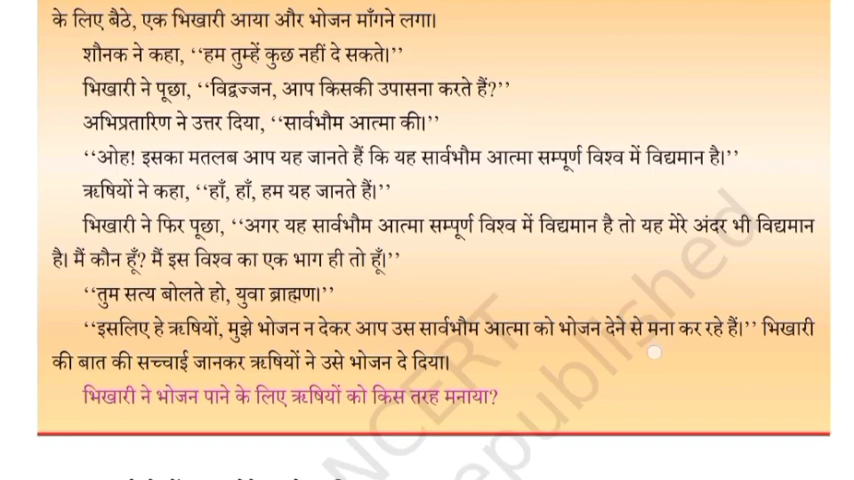 के लिए बैठे, एक भिखारी आया और भोजन माँगने लगा।
शौनक ने कहा, ‘‘हम तुम्हें कुछ नहीं दे सकते।’’
भिखारी ने पूछा, ‘‘विद्वज्जन, आप किसकी उपासना करते हैं?’’
अभिप्रतारिण ने उत्तर दिया, ‘‘सार्वभौम आत्मा की।’’
‘‘ओह! इसका मतलब आप यह जानते हैं कि यह सार्वभौम आत्मा सम्पूर्ण विश्व में विद्यमान है।’’
ऋषियों ने कहा, ‘‘हाँ, हाँ, हम यह जानते हैं।’’
भिखारी ने फिर पूछा, ‘‘अगर यह सार्वभौम आत्मा सम्पूर्ण विश्व में विद्यमान है तो यह मेरे अंदर भी विद्यमान
है। मैं कौन हूँ? मैं इस विश्व का एक भाग ही तो हूँ।’’
‘‘तुम सत्य बोलते हो, युवा ब्राह्मण।’’
‘‘इसलिए हे ऋषियों, मुझे भोजन न देकर आप उस सार्वभौम आत्मा को भोजन देने से मना कर रहे हैं।’’ भिखारी
की बात की सच्चाई जानकर ऋषियों ने उसे भोजन दे दिया।
भिखारी ने भोजन पाने के लिए ऋषियों को किस तरह मनाया?
NCERT
republished